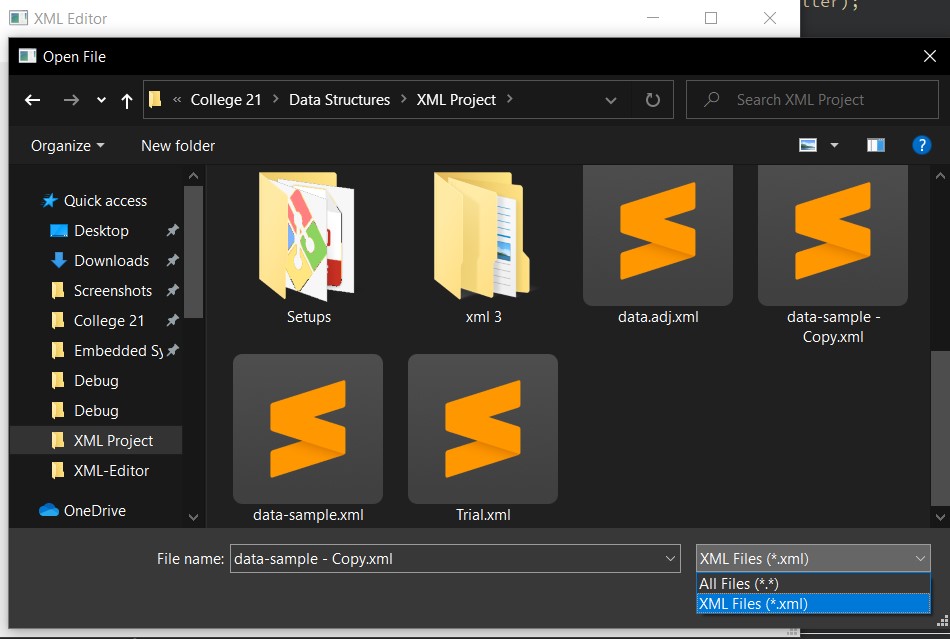 XML Editor
tter);
Open File
« College 21 > Data Structures > XML Project >
Search XML Project
Organize
New folder
?
Quick access
Desktop
Downloads
Screenshots
College 21
Embedded Sy
Debug
Debug
XML Project
XML-Editor
OneDrive
Setups
xml 3
data.adj.xml
data-sample -
Copy.xml
data-sample.xml
Trial.xml
File name: data-sample - Copy.xml
XML Files (*.xml)
All Files (*.*)
XML Files (*.xml)